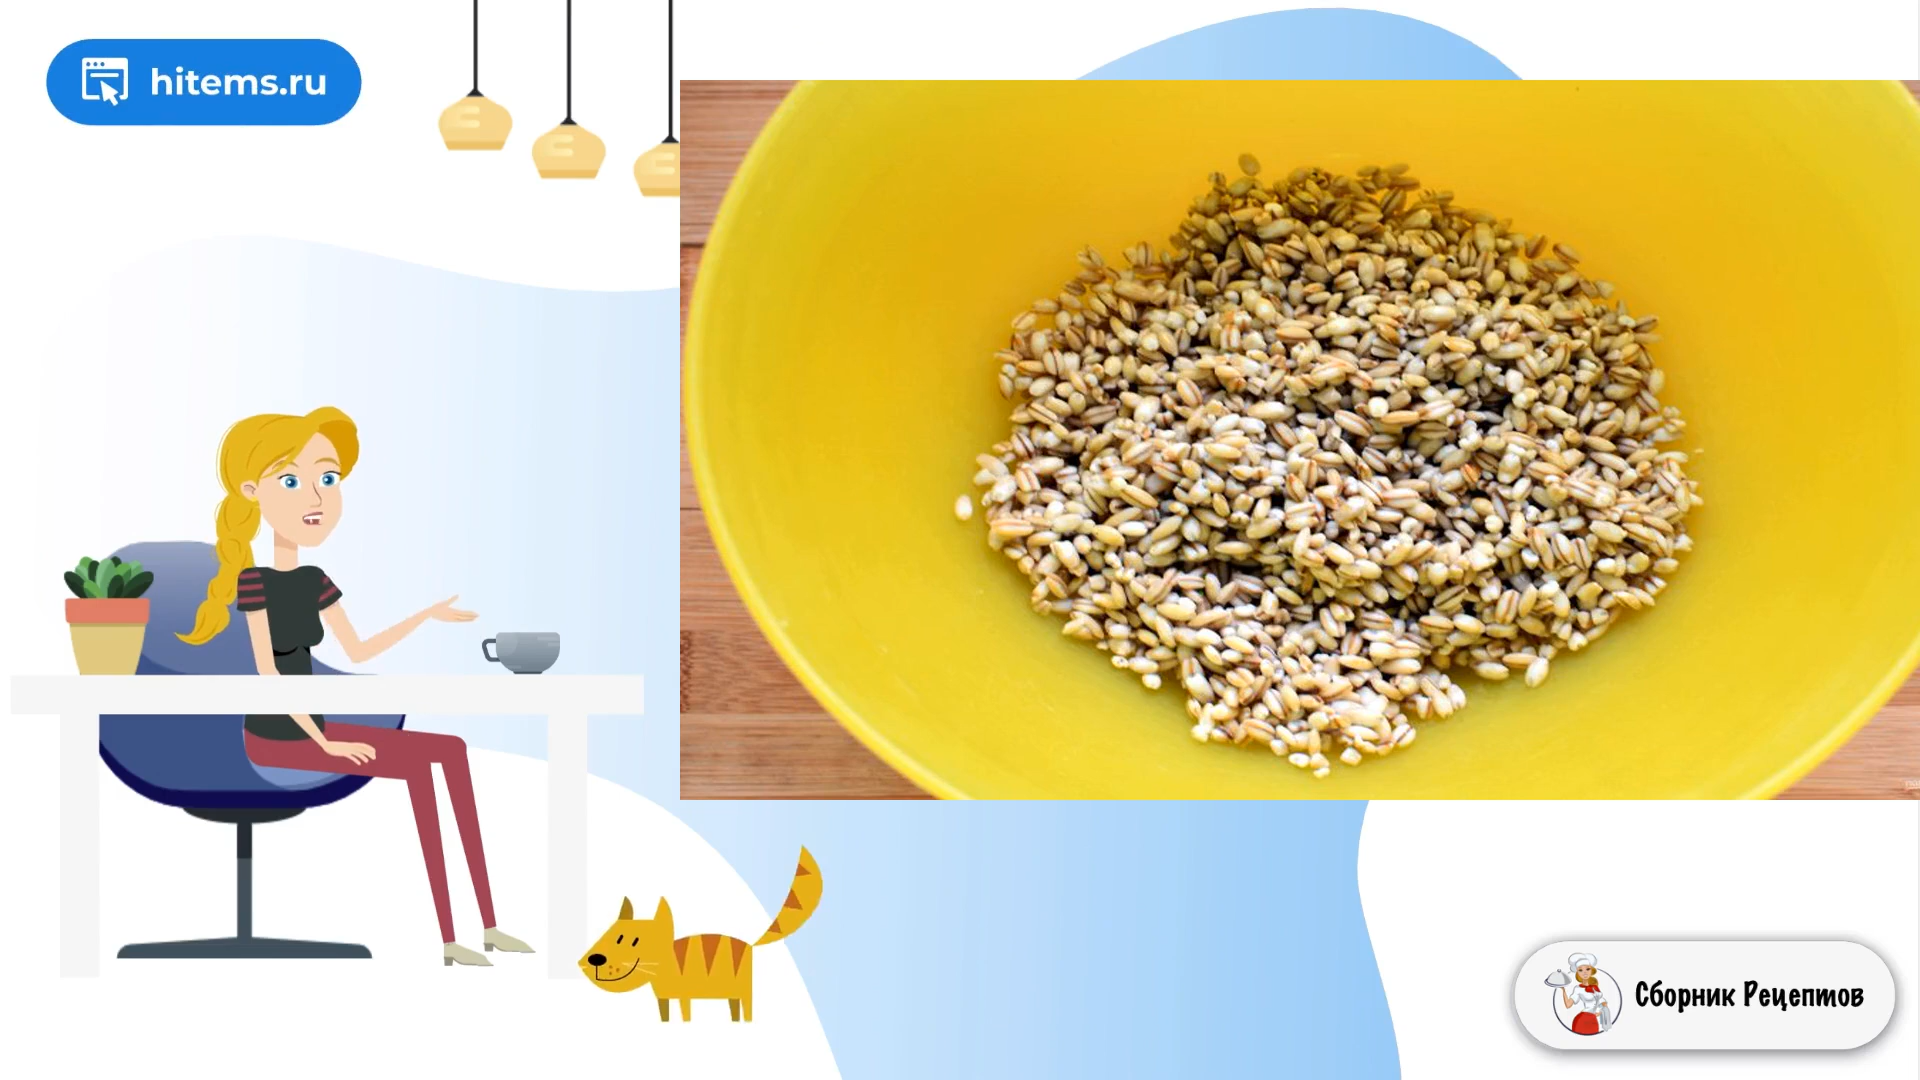 hitems.ru
Сборник Рецептов